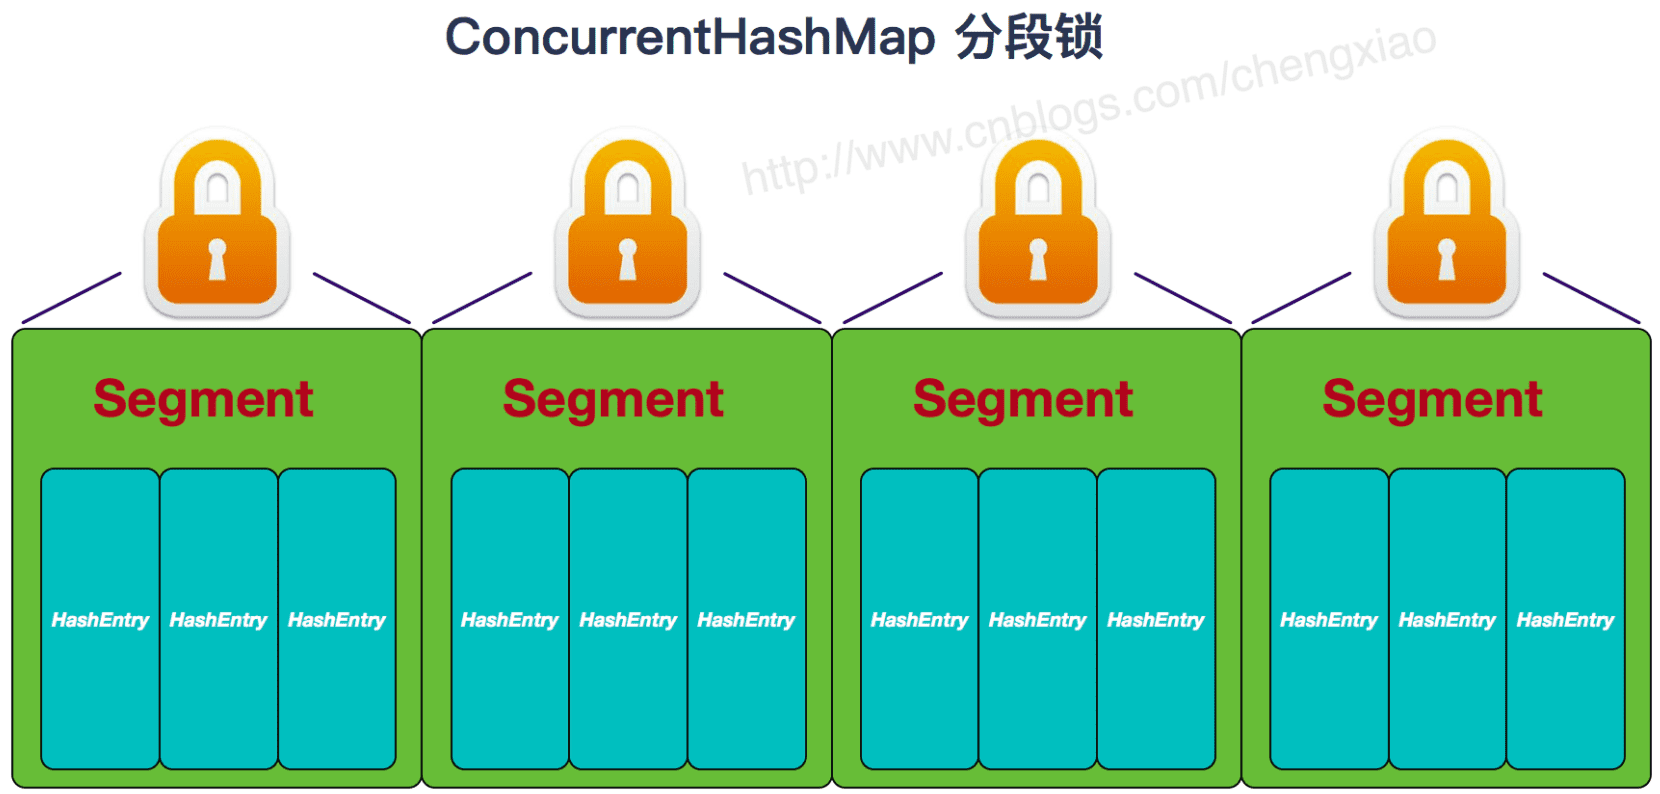 ConcurrentHashMap 分段锁
http://www.cnblogs.com/chengxiao
Segment Segment Segment Segment
HashEntry HashEntry HashEntry HashEntry HashEntry HashEntry HashEntry HashEntry HashEntry HashEntry HashEntry HashEntry